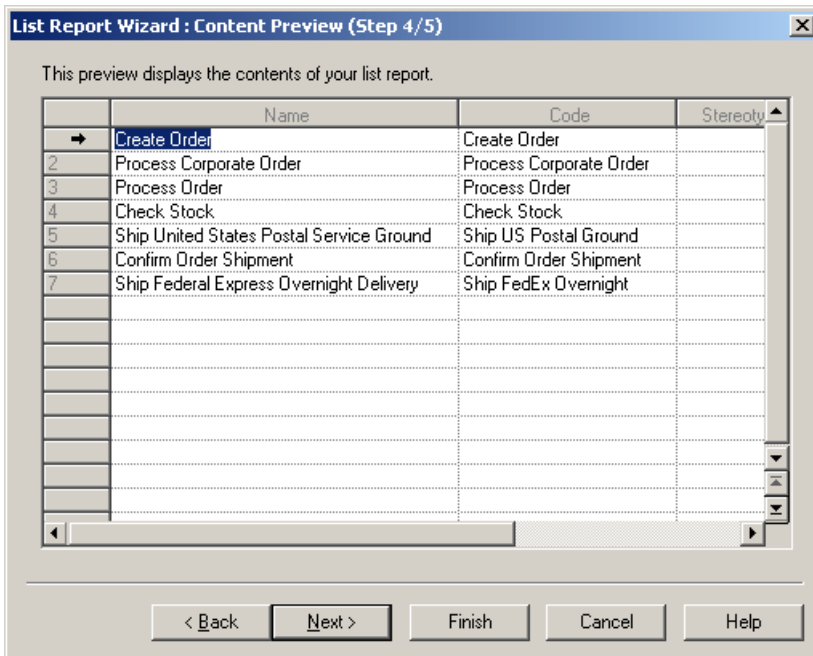 List Report Wizard : Content Preview (Step 4/5)
This preview displays the contents of your list report.
Name Code Stereoty
Create Order Create Order
2 Process Corporate Order Process Corporate Order
3 Process Order Process Order
4 Check Stock Check Stock
5 Ship United States Postal Service Ground Ship US Postal Ground
6 Confirm Order Shipment Confirm Order Shipment
7 Ship Federal Express Overnight Delivery Ship FedEx Overnight
< Back Next > Finish Cancel Help